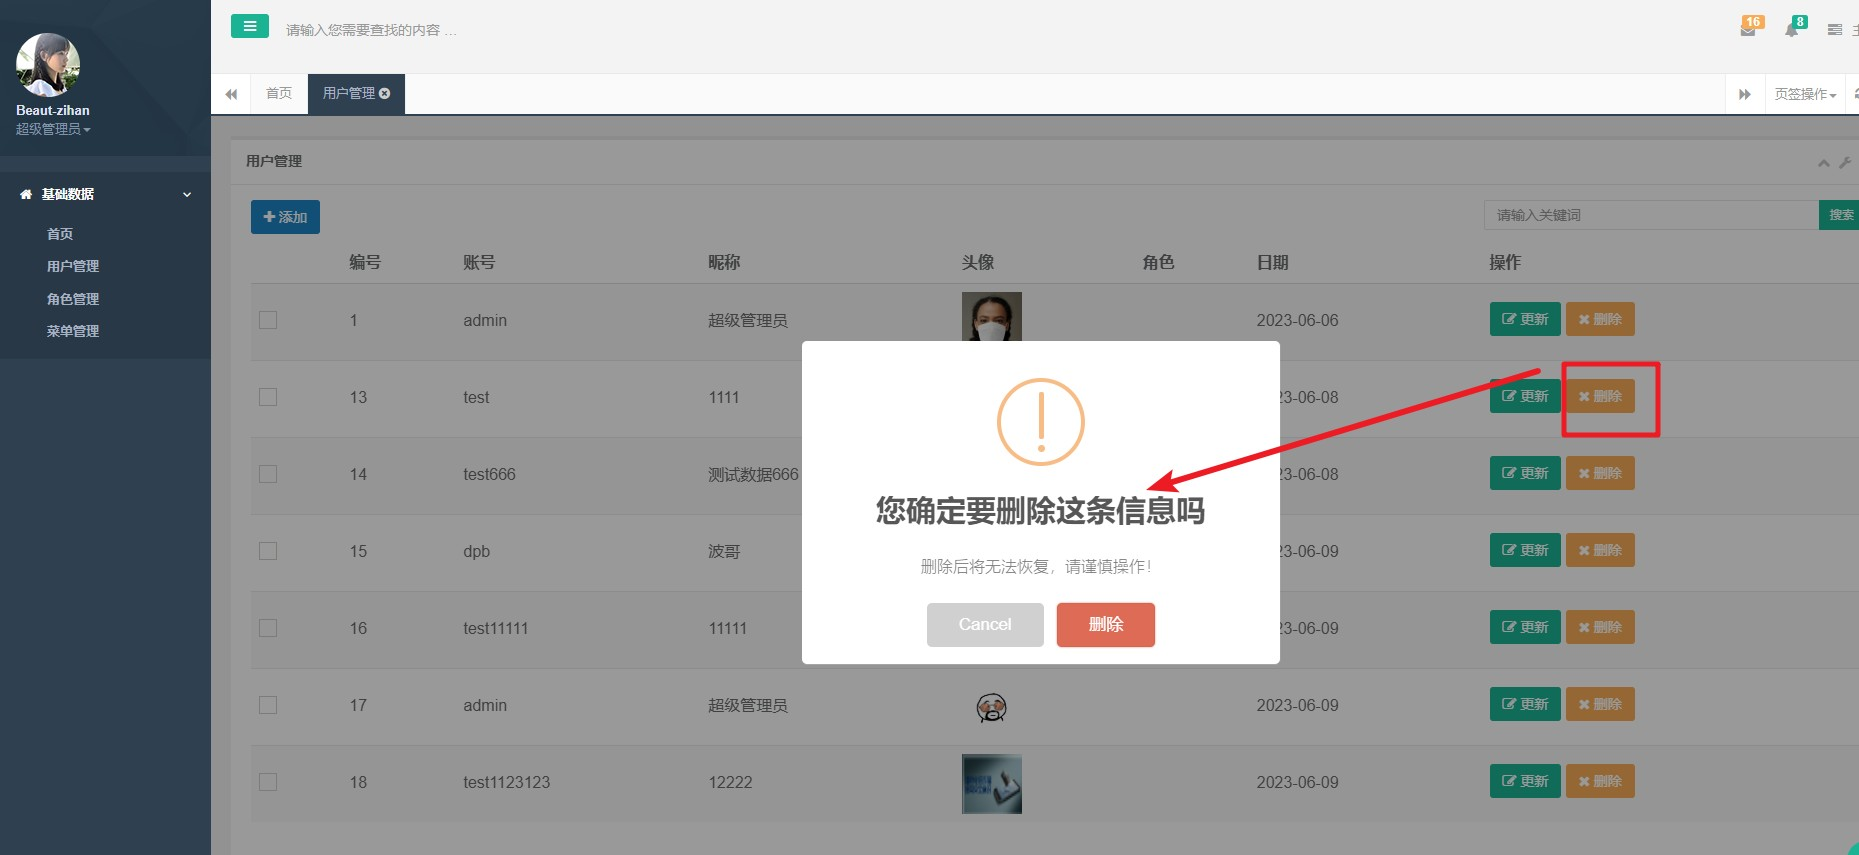 请输入您需要查找的内容 …
16
8
Beaut-zihan
超级管理员
首页
用户管理
页签操作
基础数据
首页
用户管理
角色管理
菜单管理
用户管理
添加
请输入关键词
搜索
编号 账号 昵称 头像 角色 日期 操作
1 admin 超级管理员 2023-06-06 更新 删除
13 test 1111 23-06-08 更新 删除
14 test666 测试数据666 23-06-08 更新 删除
15 dpb 波哥 23-06-09 更新 删除
16 test11111 11111 23-06-09 更新 删除
17 admin 超级管理员 2023-06-09 更新 删除
18 test1123123 12222 2023-06-09 更新 删除
您确定要删除这条信息吗
删除后将无法恢复，请谨慎操作！
Cancel 删除